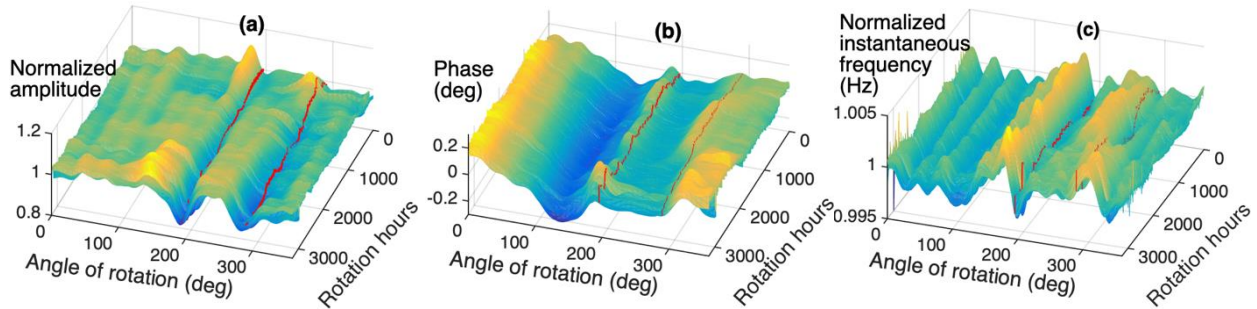 (a)
Normalized
amplitude
1.2
1
0.8
0
100
200
300
Angle of rotation (deg)
0
1000
2000
3000
Rotation hours
(b)
Phase
(deg)
0.2
0
-0.2
0
100
200
300
Angle of rotation (deg)
0
1000
2000
3000
Rotation hours
(c)
Normalized
instantaneous
frequency
(Hz)
1.005
1
0.995
0
100
200
300
Angle of rotation (deg)
0
1000
2000
3000
Rotation hours